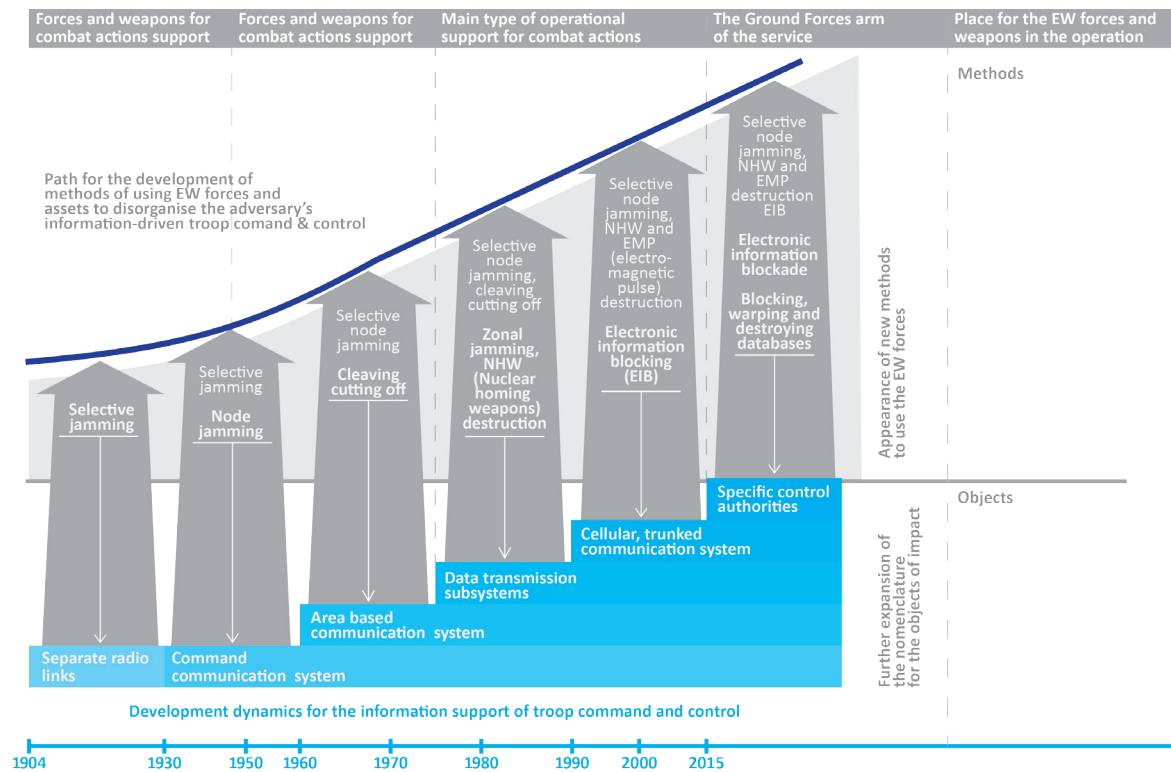 Forces and weapons for
combat actions support
Forces and weapons for
combat actions support
Main type of operational
support for combat actions
The Ground Forces arm
of the service
Place for the EW forces and
weapons in the operation
Methods
Path for the development of
methods of using EW forces and
assets to disorganise the adversary's
information-driven troop comand & control
Selective
jamming
Selective
jamming
Node
jamming
Selective
node
jamming
Cleaving
cutting off
Selective
node
jamming,
cleaving
cutting off
Zonal
jamming,
NHW
(Nuclear
homing
weapons)
destruction
Selective
node
jamming,
NHW and
EMP
(electro-
magnetic
pulse)
destruction
Electronic
information
blocking
(EIB)
Selective
node
jamming,
NHW and
EMP
destruction
EIB
Electronic
information
blockade
Blocking,
warping and
destroying
databases
Appearance of new methods
to use the EW forces
Objects
Specific control
authorities
Cellular, trunked
communication system
Data transmission
subsystems
Area based
communication system
Separate radio
links
Command
communication system
Further expansion of
the nomenclature
for the objects of impact
Development dynamics for the information support of troop command and control
1904 1930 1950 1960 1970 1980 1990 2000 2015